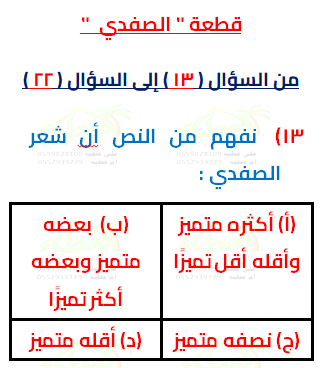 قطعة " الصفدي "
من السؤال ( ١٣ ) إلى السؤال ( ٢٢ )
١٣) نفهم من النص أن شعر
الصفدي :
(أ) أكثره متميز
وأقله أقل تميزًا
(ب) بعضه
متميز وبعضه
أكثر تميزًا
(ج) نصفه متميز
(د) أقله متميز